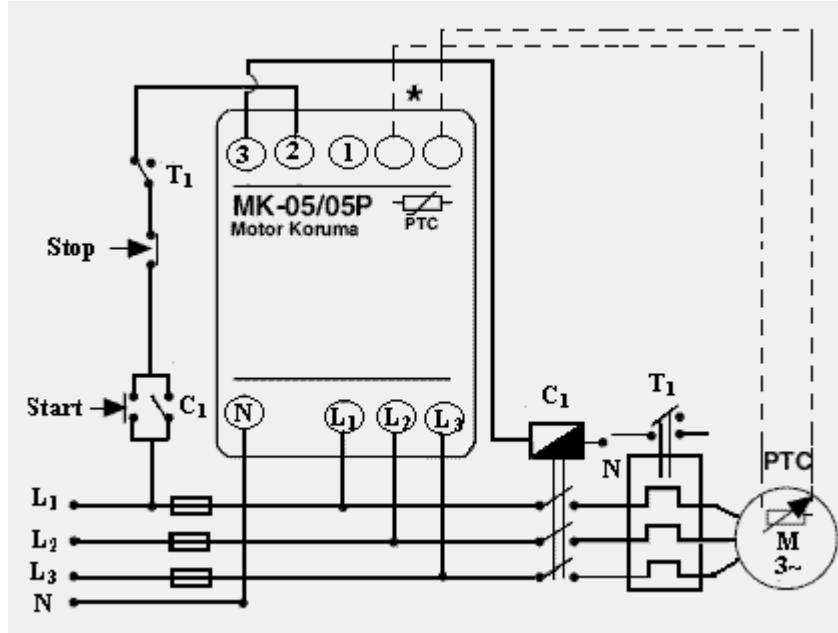 *
3 2 1
T1
MK-05/05P
Motor Koruma
PTC
Stop
Start
C1
N L1 L2 L3
C1
T1
N
PTC
L1
L2
L3
N
M
3~